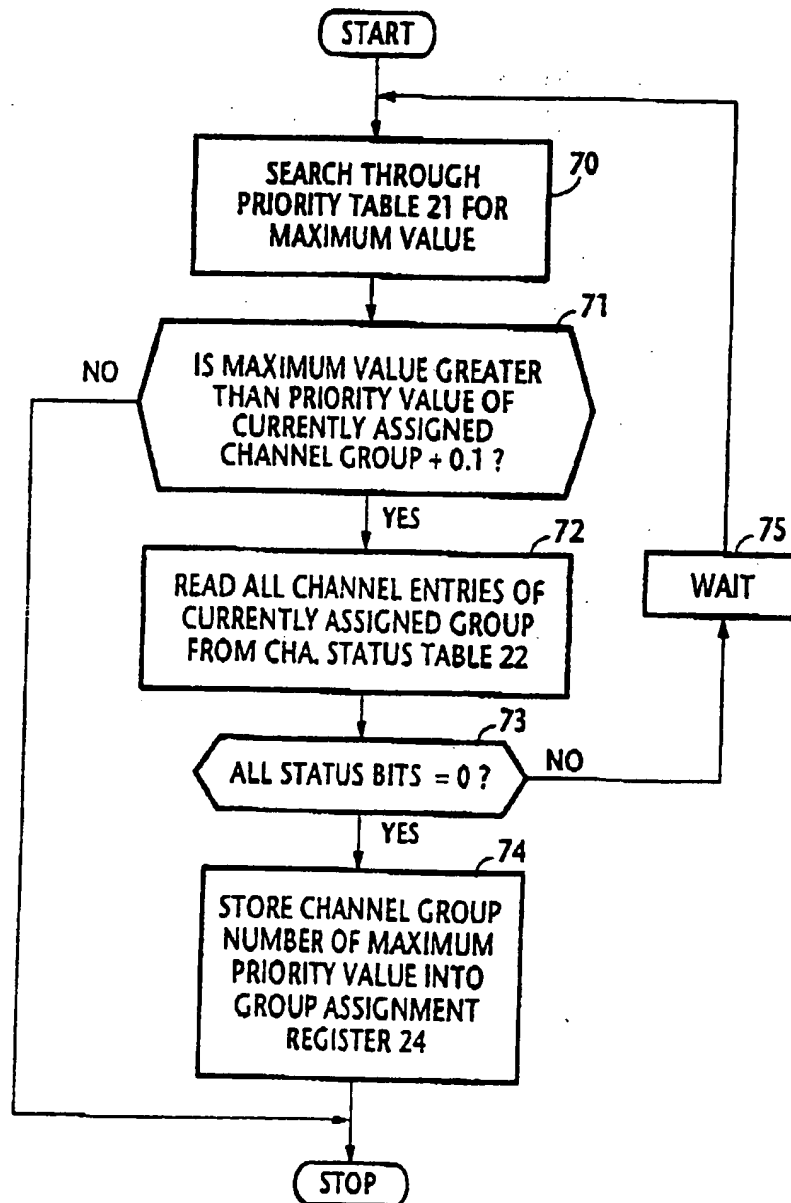 START
70
SEARCH THROUGH
PRIORITY TABLE 21 FOR
MAXIMUM VALUE
71
NO
IS MAXIMUM VALUE GREATER
THAN PRIORITY VALUE OF
CURRENTLY ASSIGNED
CHANNEL GROUP + 0.1 ?
YES
72
75
READ ALL CHANNEL ENTRIES OF
CURRENTLY ASSIGNED GROUP
FROM CHA. STATUS TABLE 22
WAIT
73
ALL STATUS BITS = 0 ?
NO
YES
74
STORE CHANNEL GROUP
NUMBER OF MAXIMUM
PRIORITY VALUE INTO
GROUP ASSIGNMENT
REGISTER 24
STOP